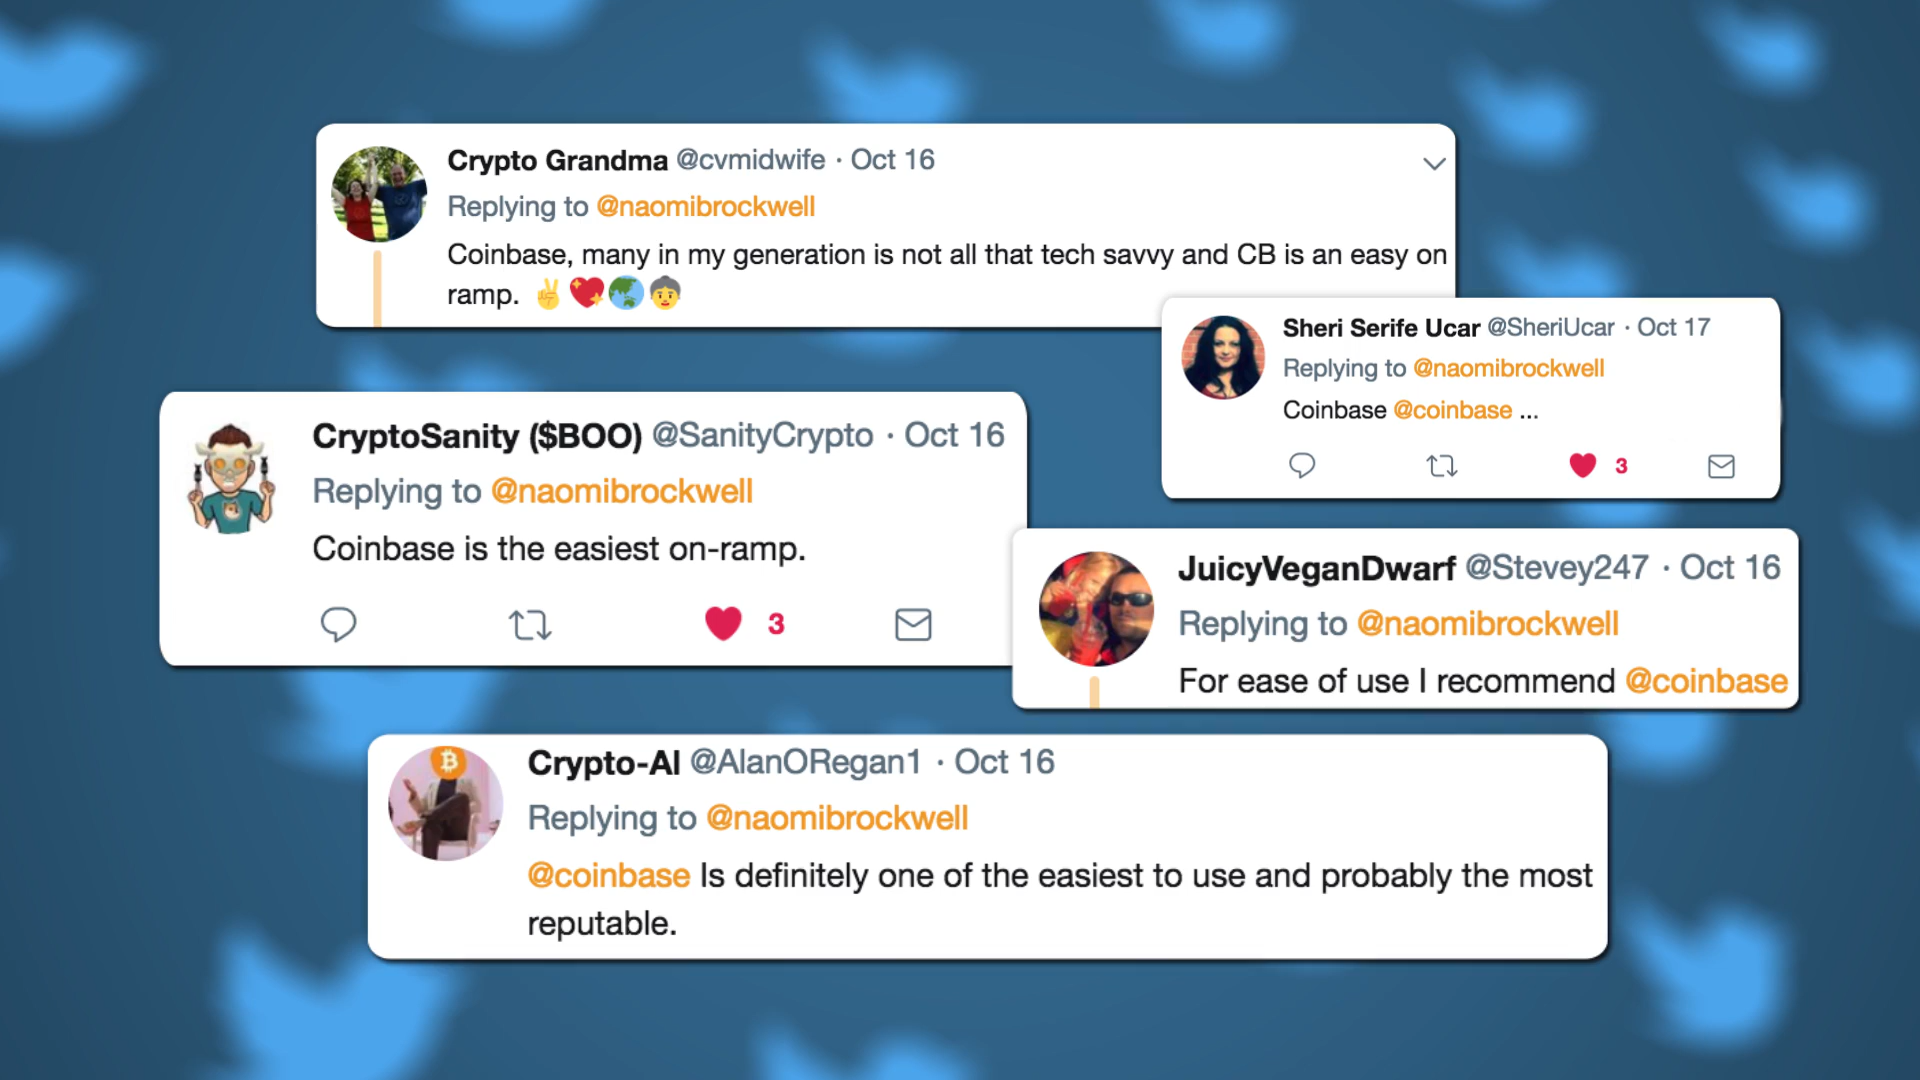 Crypto Grandma @cvmidwife · Oct 16
Replying to @naomibrockwell
Coinbase, many in my generation is not all that tech savvy and CB is an easy on
ramp. ✌️💖🌏👵
Sheri Serife Ucar @SheriUcar · Oct 17
Replying to @naomibrockwell
Coinbase @coinbase ...
3
CryptoSanity ($BOO) @SanityCrypto · Oct 16
Replying to @naomibrockwell
Coinbase is the easiest on-ramp.
3
JuicyVeganDwarf @Stevey247 · Oct 16
Replying to @naomibrockwell
For ease of use I recommend @coinbase
Crypto-Al @AlanORegan1 · Oct 16
Replying to @naomibrockwell
@coinbase Is definitely one of the easiest to use and probably the most
reputable.